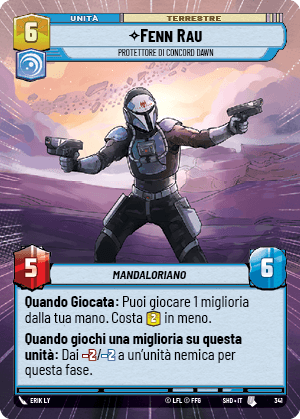 UNITÀ
TERRESTRE
6
✧Fenn Rau
PROTETTORE DI CONCORD DAWN
5
6
MANDALORIANO
Quando Giocata: Puoi giocare 1 miglioria
dalla tua mano. Costa 2 in meno.
Quando giochi una miglioria su questa
unità: Dai -2/-2 a un'unità nemica per
questa fase.
ERIK LY
© LFL © FFG
SHD • IT
341